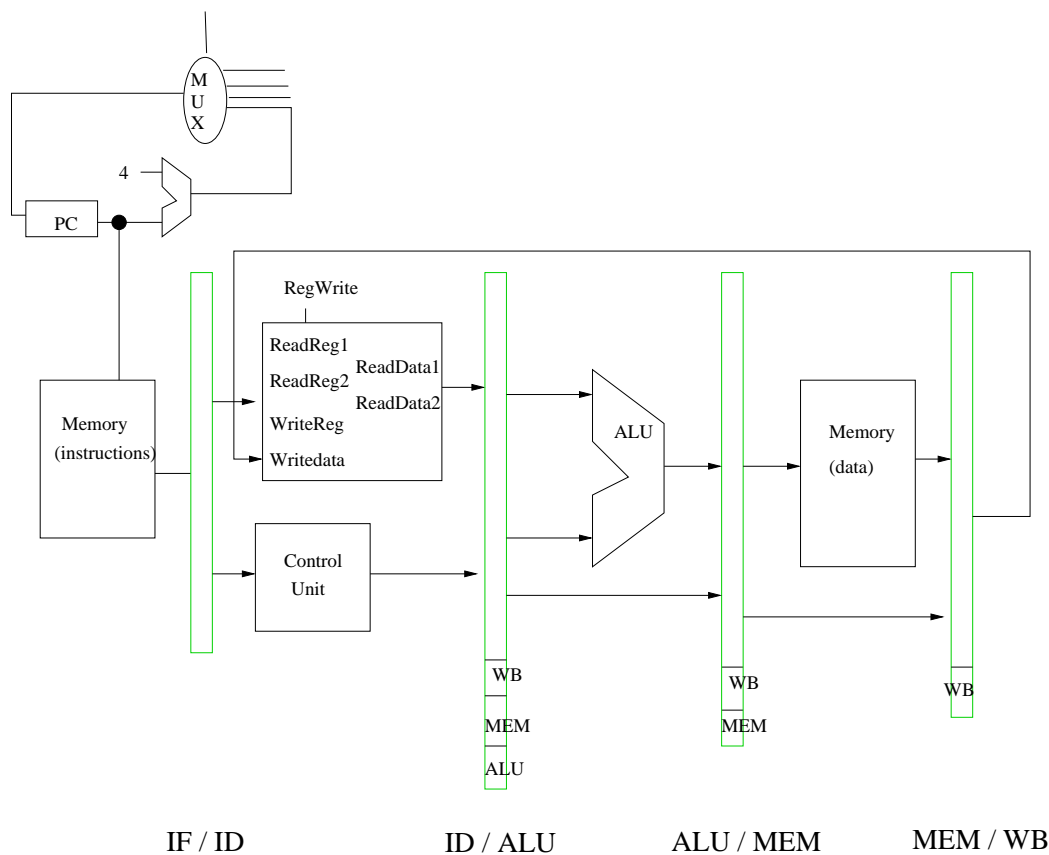 M
U
X
4
PC
RegWrite
ReadReg1
ReadData1
ReadReg2
ReadData2
WriteReg
Writedata
Memory
(instructions)
ALU
Memory
(data)
Control
Unit
WB
MEM
ALU
WB
MEM
WB
IF / ID
ID / ALU
ALU / MEM
MEM / WB